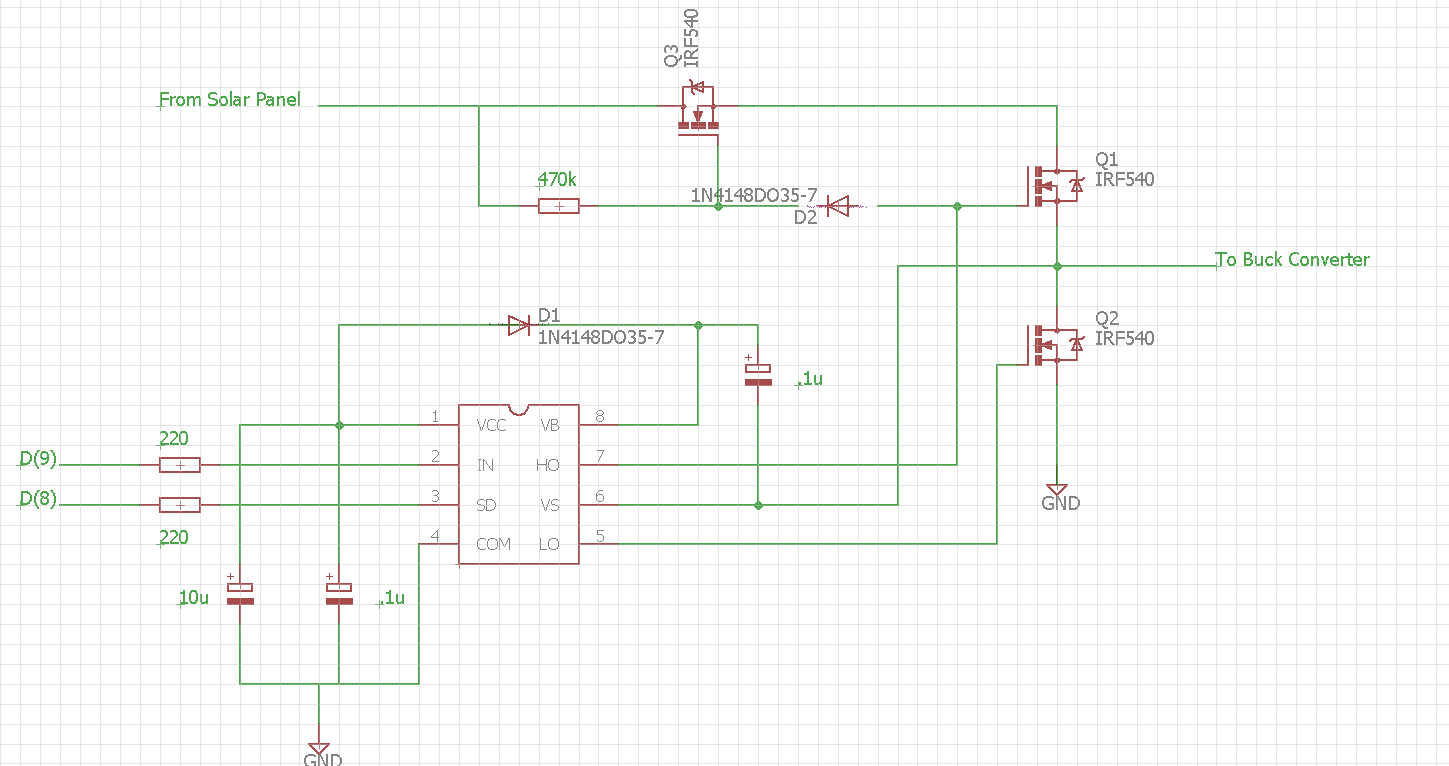 Q3
IRF540
From Solar Panel
470k
1N4148DO35-7
D2
Q1
IRF540
To Buck Converter
D1
1N4148DO35-7
Q2
IRF540
.1u
220
D(9)
D(8)
220
1
VCC
VB
8
2
IN
HO
7
3
SD
VS
6
4
COM
LO
5
GND
10u
.1u
GND